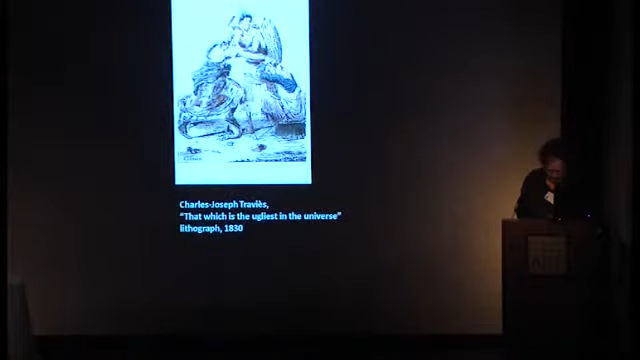 Charles-Joseph Traviès,
"That which is the ugliest in the universe"
lithograph, 1830